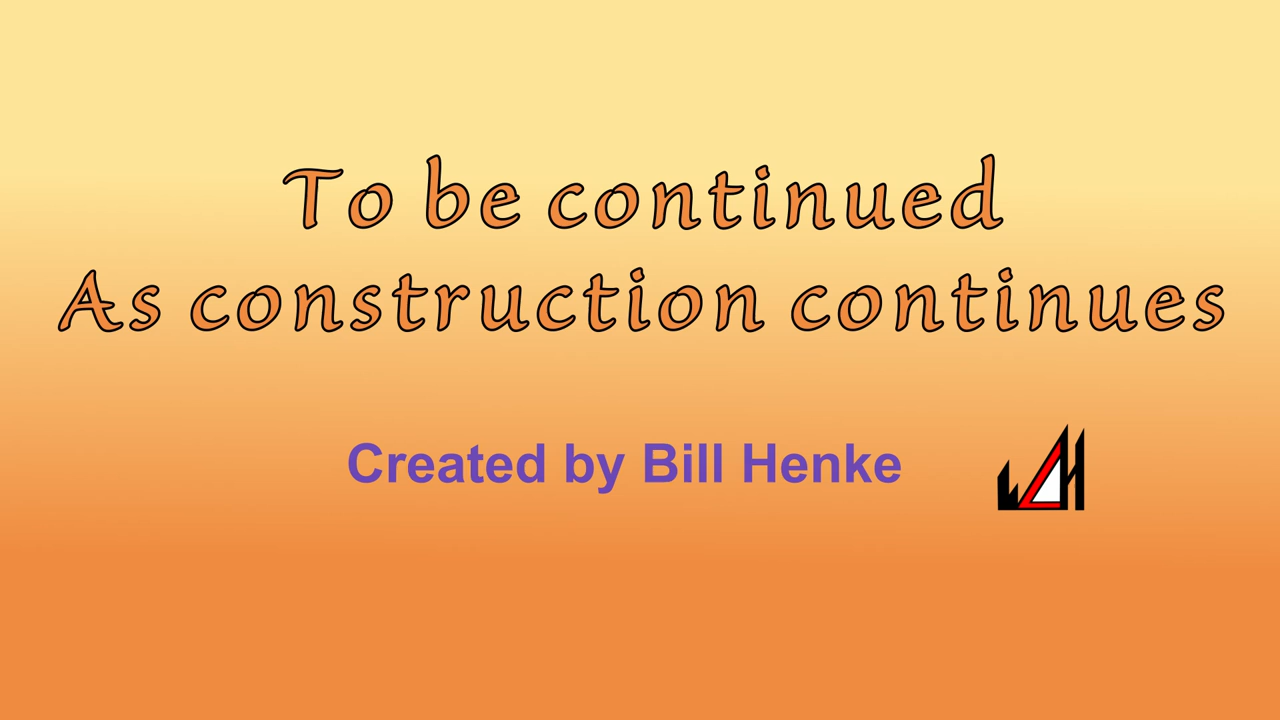 To be continued
As construction continues
Created by Bill Henke